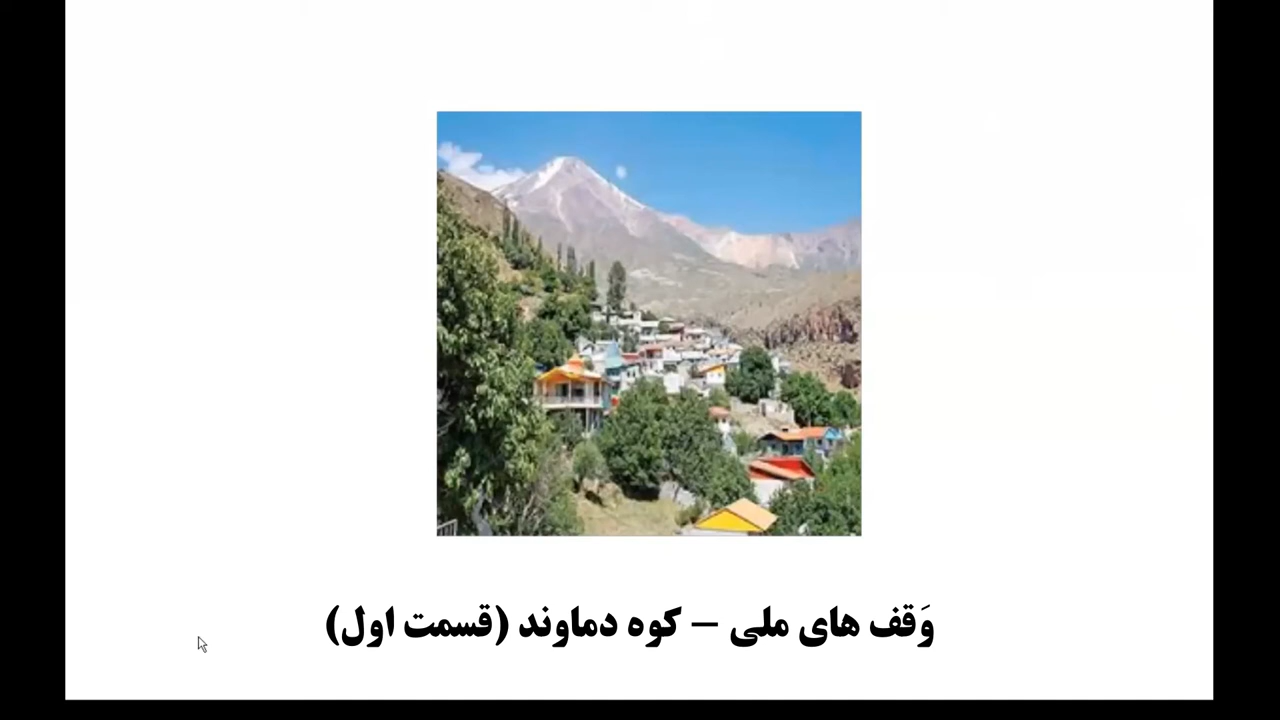 وَقف های ملی – کوه دماوند (قسمت اول)